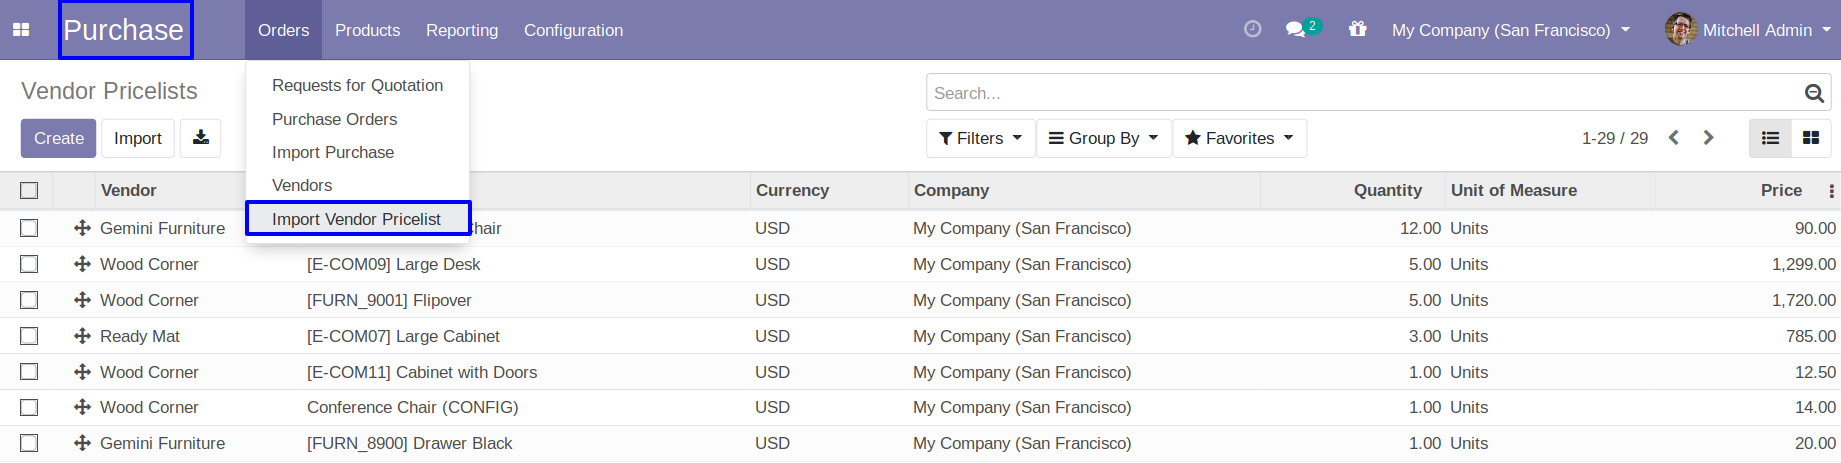 Purchase Orders Products Reporting Configuration 2 My Company (San Francisco) Mitchell Admin
Vendor Pricelists
Requests for Quotation
Search...
Create Import
Purchase Orders
Filters Group By Favorites 1-29 / 29
Import Purchase
Vendors
Vendor Currency Company Quantity Unit of Measure Price
Import Vendor Pricelist
Gemini Furniture Chair USD My Company (San Francisco) 12.00 Units 90.00
Wood Corner [E-COM09] Large Desk USD My Company (San Francisco) 5.00 Units 1,299.00
Wood Corner [FURN_9001] Flipover USD My Company (San Francisco) 5.00 Units 1,720.00
Ready Mat [E-COM07] Large Cabinet USD My Company (San Francisco) 3.00 Units 785.00
Wood Corner [E-COM11] Cabinet with Doors USD My Company (San Francisco) 1.00 Units 12.50
Wood Corner Conference Chair (CONFIG) USD My Company (San Francisco) 1.00 Units 14.00
Gemini Furniture [FURN_8900] Drawer Black USD My Company (San Francisco) 1.00 Units 20.00